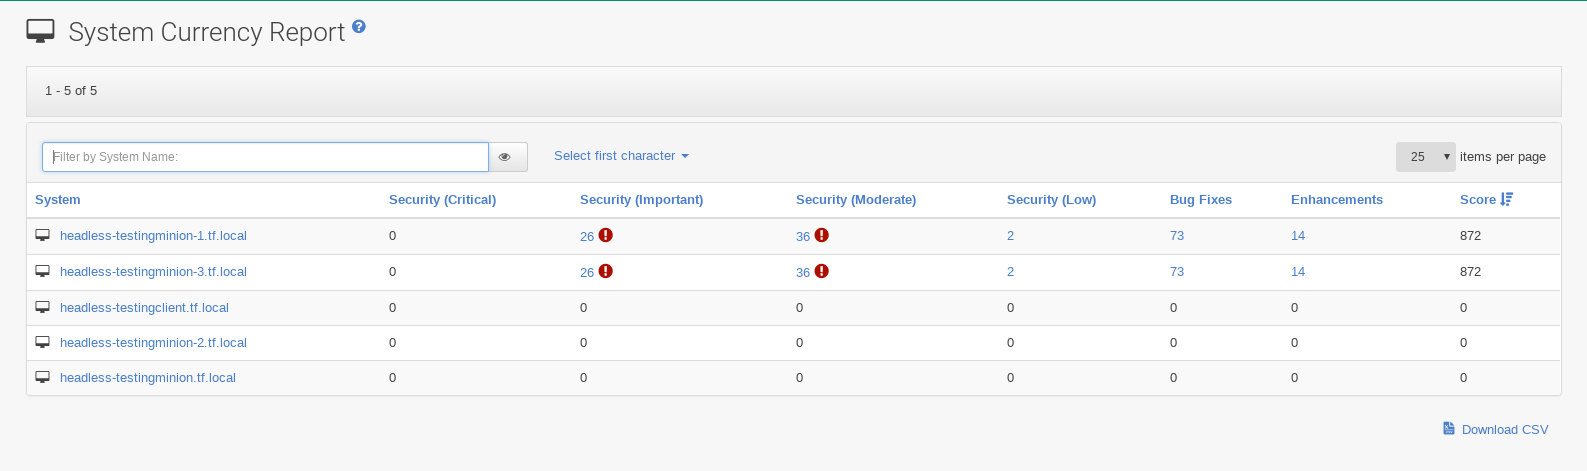 System Currency Report
1 - 5 of 5
Filter by System Name: Select first character 25 items per page
System Security (Critical) Security (Important) Security (Moderate) Security (Low) Bug Fixes Enhancements Score
headless-testingminion-1.tf.local 0 26 36 2 73 14 872
headless-testingminion-3.tf.local 0 26 36 2 73 14 872
headless-testingclient.tf.local 0 0 0 0 0 0 0
headless-testingminion-2.tf.local 0 0 0 0 0 0 0
headless-testingminion.tf.local 0 0 0 0 0 0 0
Download CSV